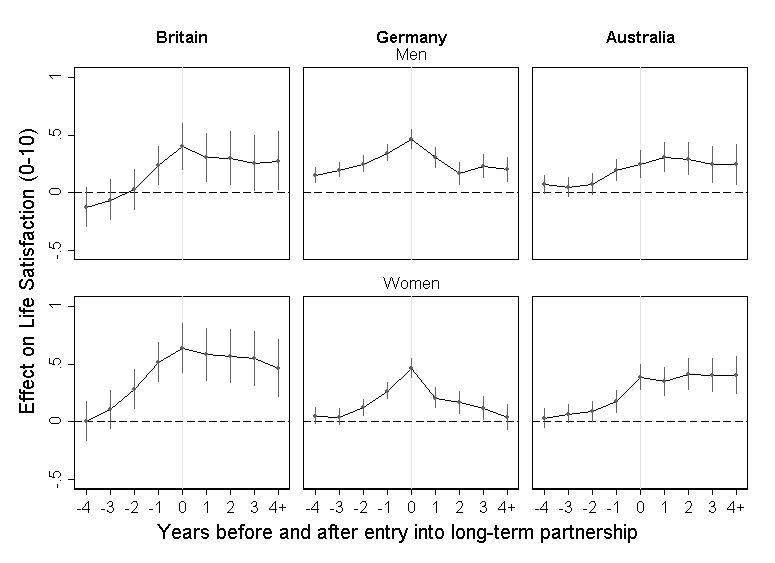 Britain Germany Australia
Men
1
.5
0
-.5
Women
1
.5
0
-.5
Effect on Life Satisfaction (0-10)
-4 -3 -2 -1 0 1 2 3 4+ -4 -3 -2 -1 0 1 2 3 4+ -4 -3 -2 -1 0 1 2 3 4+
Years before and after entry into long-term partnership